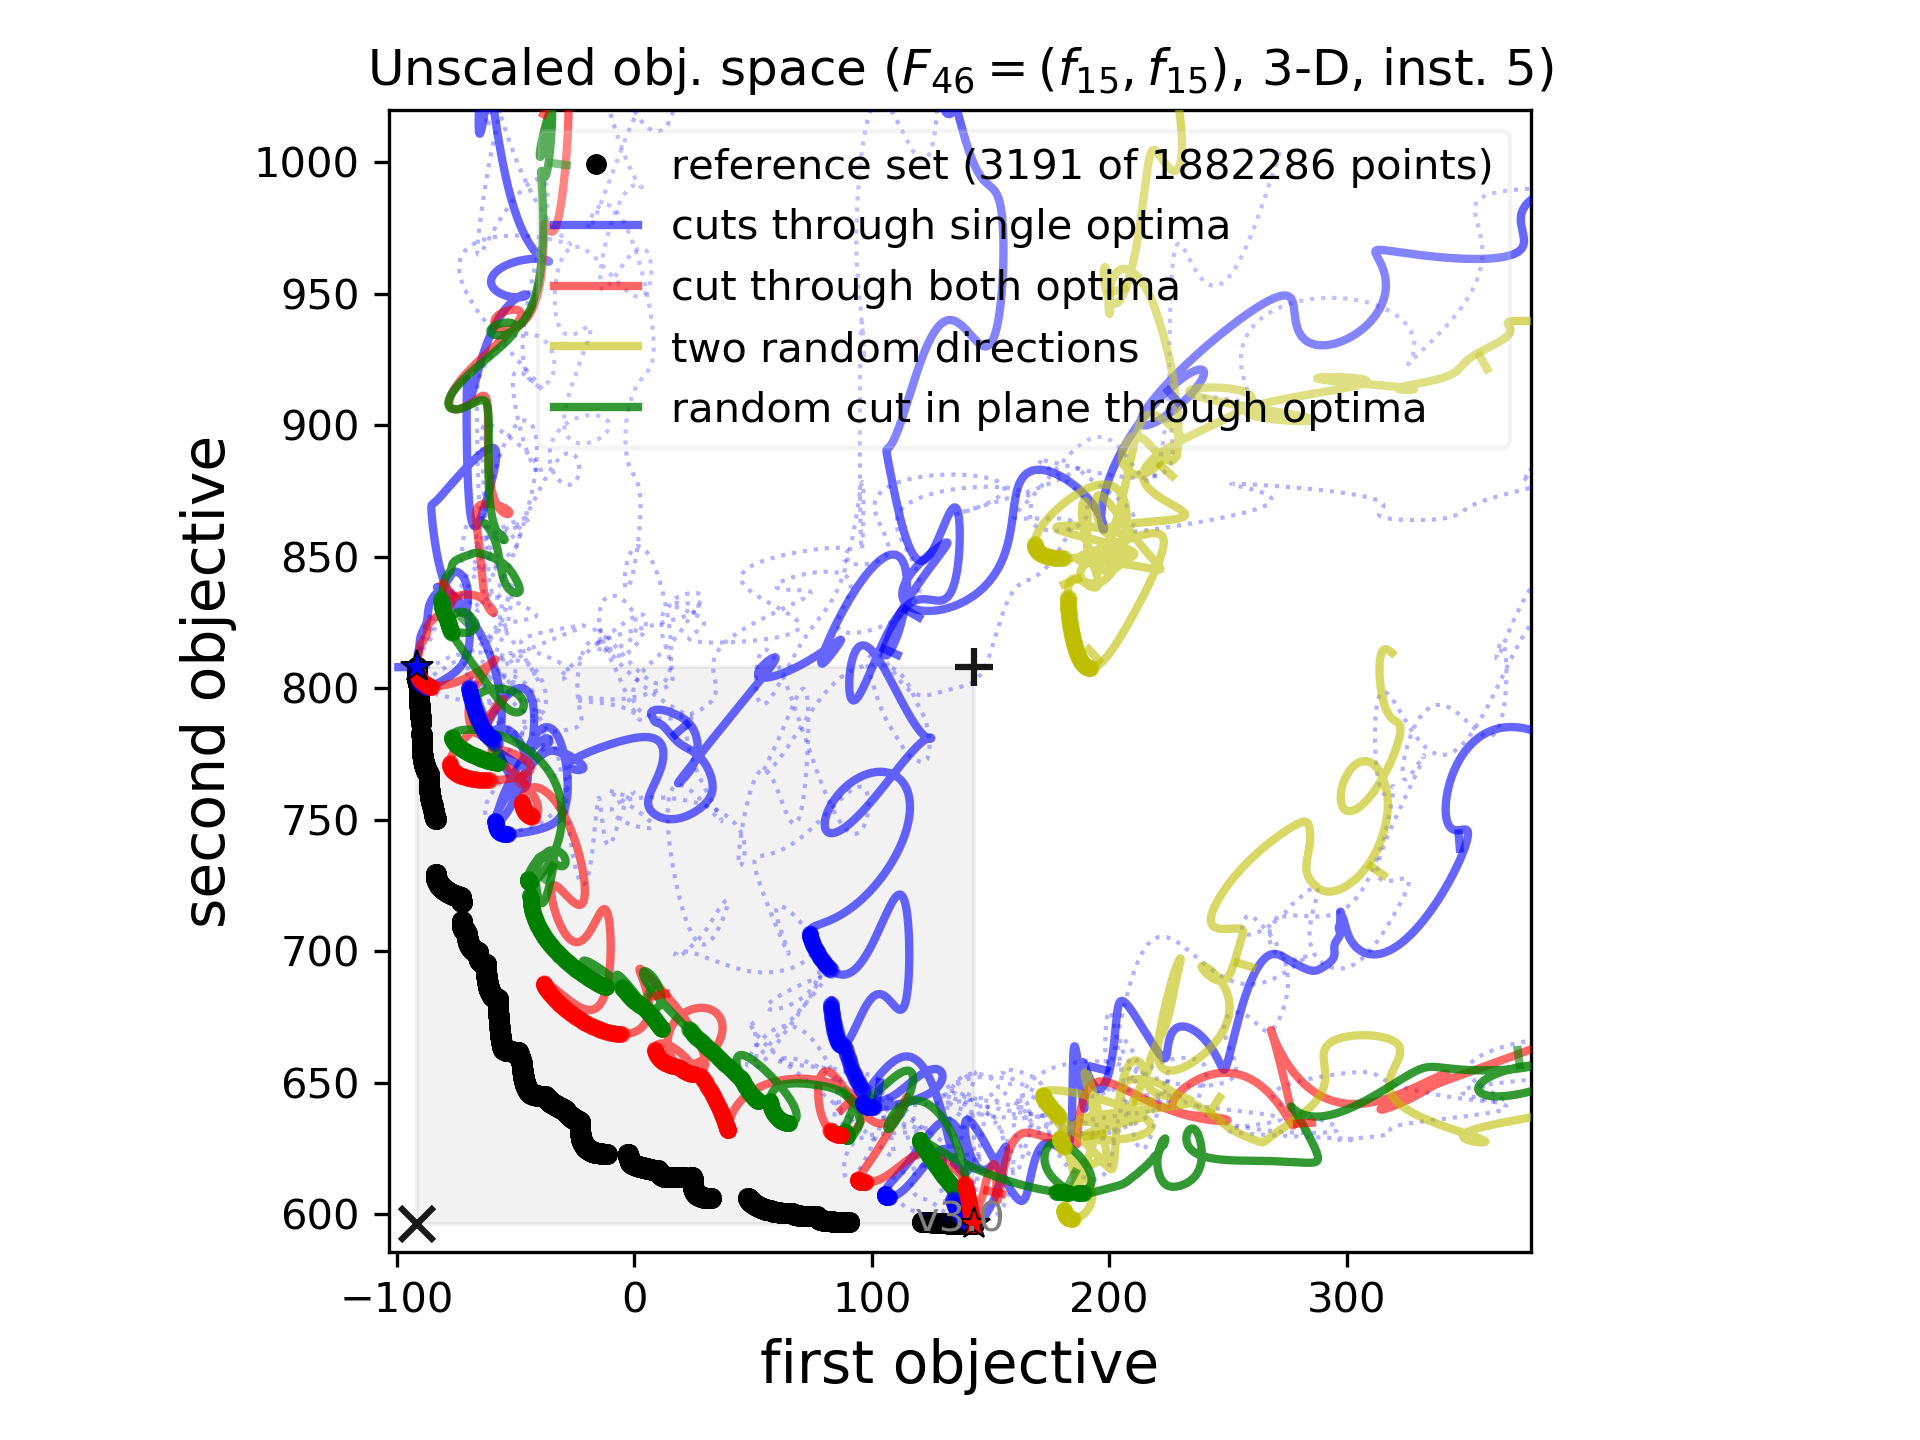 Unscaled obj. space (F46 = (f15, f15), 3-D, inst. 5)
reference set (3191 of 1882286 points)
cuts through single optima
cut through both optima
two random directions
random cut in plane through optima
second objective
1000
950
900
850
800
750
700
650
600
v3.0
−100 0 100 200 300
first objective